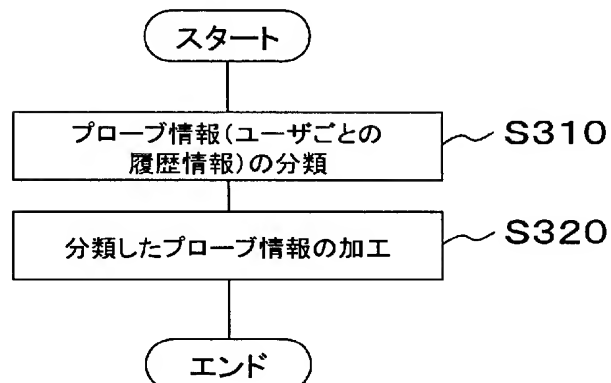 スタート
プローブ情報(ユーザごとの
履歴情報)の分類
S310
分類したプローブ情報の加工
S320
エンド